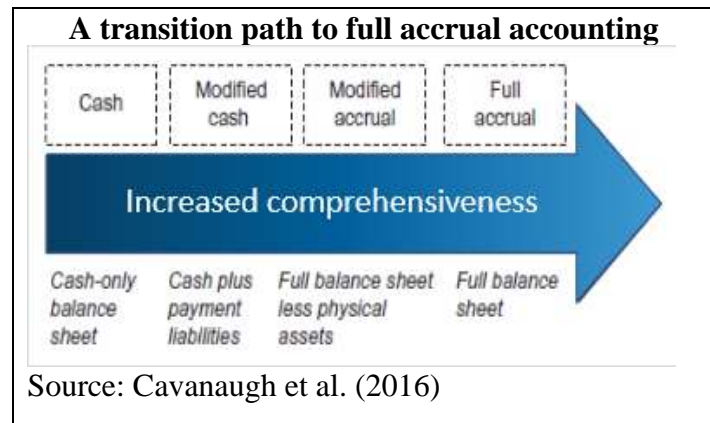 A transition path to full accrual accounting
Cash
Modified
cash
Modified
accrual
Full
accrual
Increased comprehensiveness
Cash-only
balance
sheet
Cash plus
payment
liabilities
Full balance sheet
less physical
assets
Full balance
sheet
Source: Cavanaugh et al. (2016)